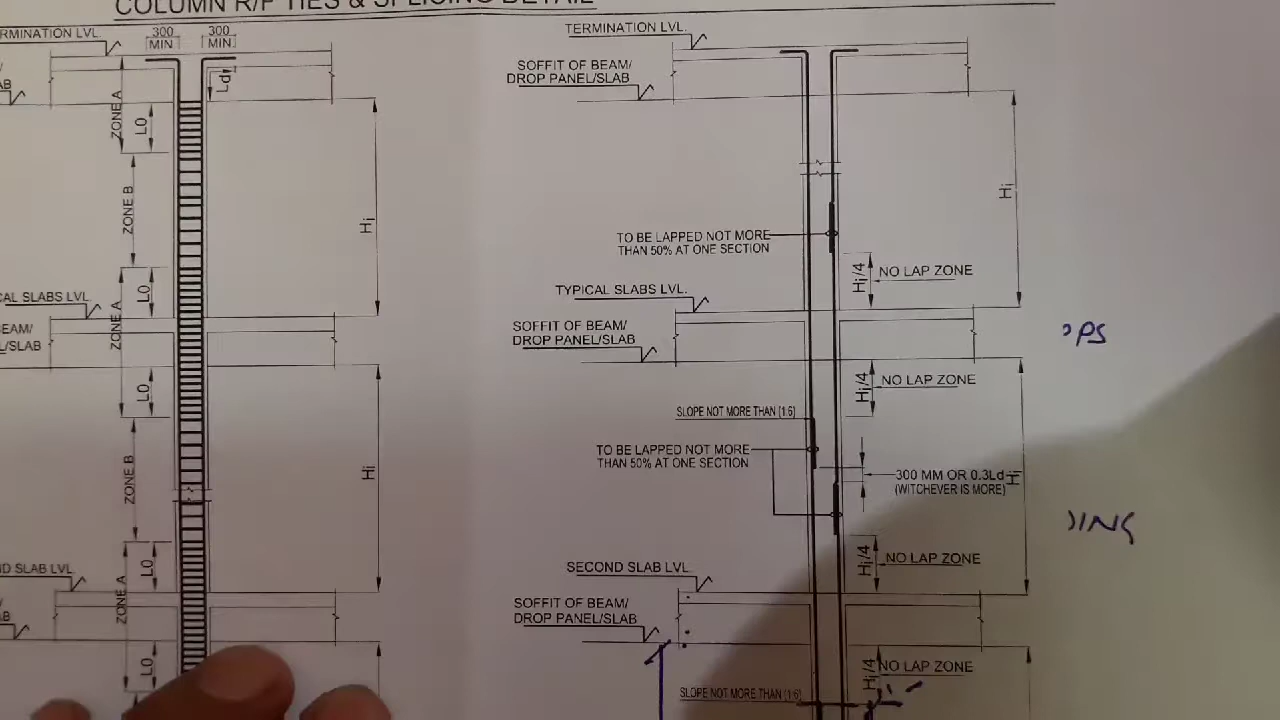 COLUMN R/F TIES & SPLICING DETAIL
RMINATION LVL.
300
MIN
300
MIN
Ld
ZONE A
L0
ZONE B
Hi
L0
ZONE A
CAL SLABS LVL.
EAM/
L/SLAB
L0
ZONE B
Hi
L0
ZONE A
ND SLAB LVL.
L0
TERMINATION LVL.
SOFFIT OF BEAM/
DROP PANEL/SLAB
Hi
TO BE LAPPED NOT MORE
THAN 50% AT ONE SECTION
Hi/4
NO LAP ZONE
TYPICAL SLABS LVL.
SOFFIT OF BEAM/
DROP PANEL/SLAB
Hi/4
NO LAP ZONE
SLOPE NOT MORE THAN (1:6)
TO BE LAPPED NOT MORE
THAN 50% AT ONE SECTION
300 MM OR 0.3Ld
(WITCHEVER IS MORE)
Hi
Hi/4
NO LAP ZONE
SECOND SLAB LVL.
SOFFIT OF BEAM/
DROP PANEL/SLAB
Hi/4
NO LAP ZONE
SLOPE NOT MORE THAN (1:6)
PS
ING